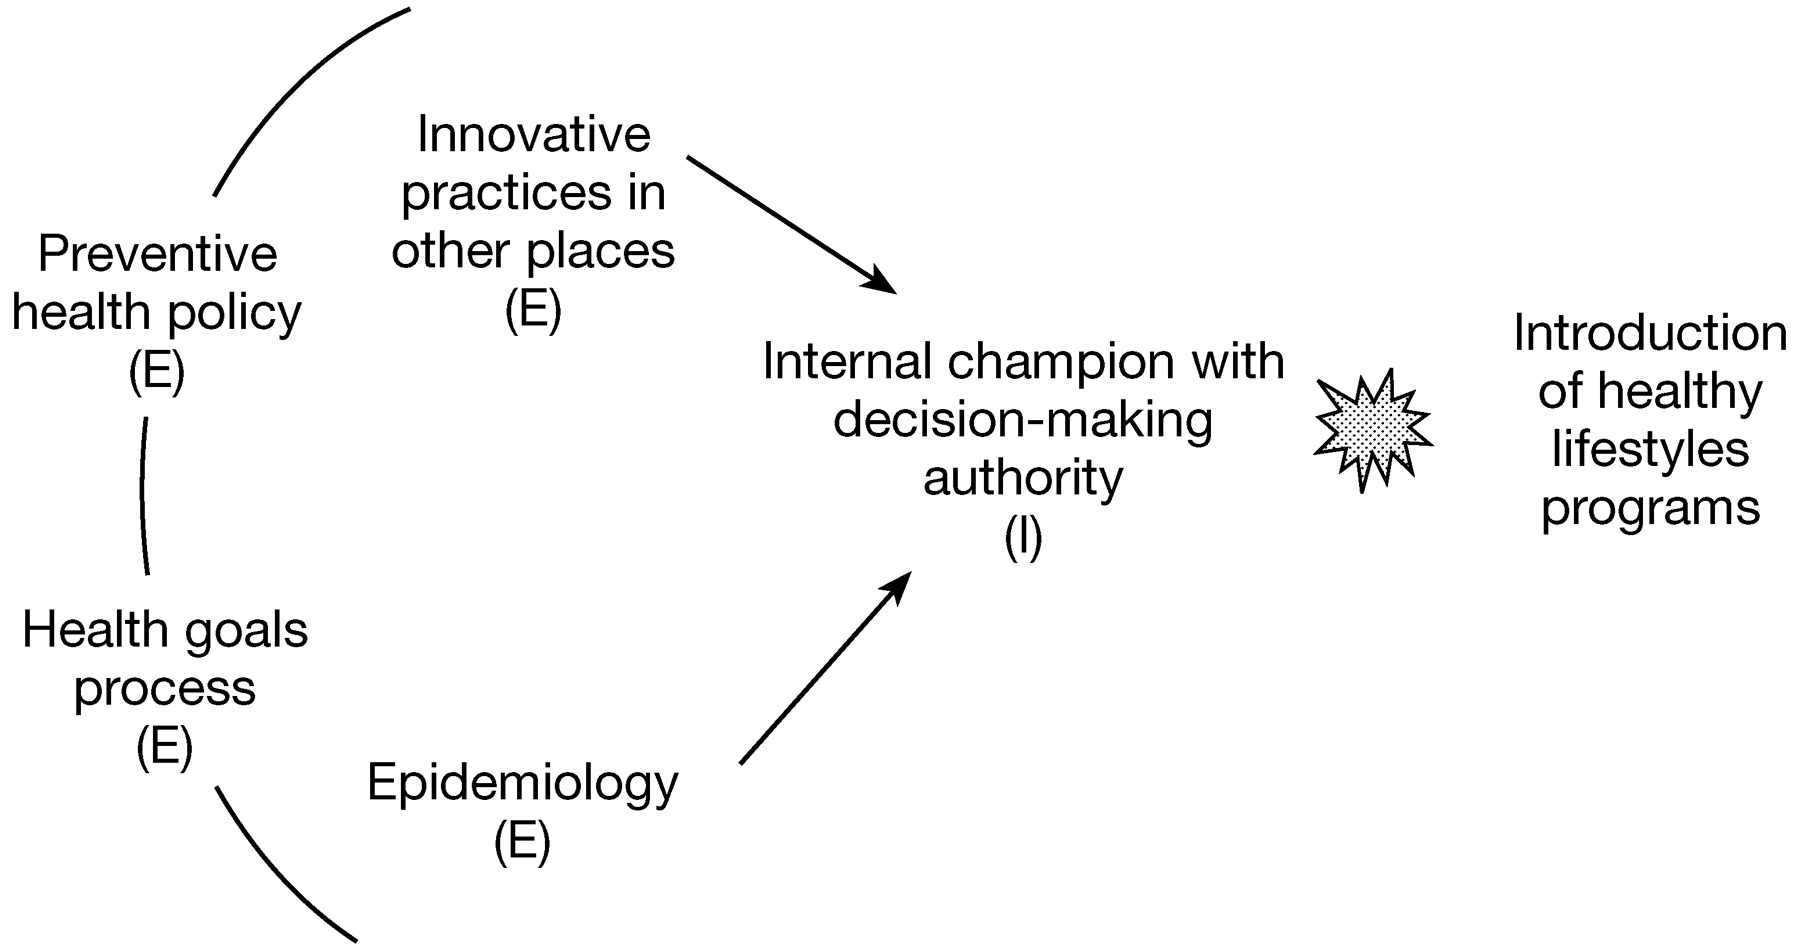 Innovative
practices in
other places
(E)
Preventive
health policy
(E)
Internal champion with
decision-making
authority
(I)
Introduction
of healthy
lifestyles
programs
Health goals
process
(E)
Epidemiology
(E)